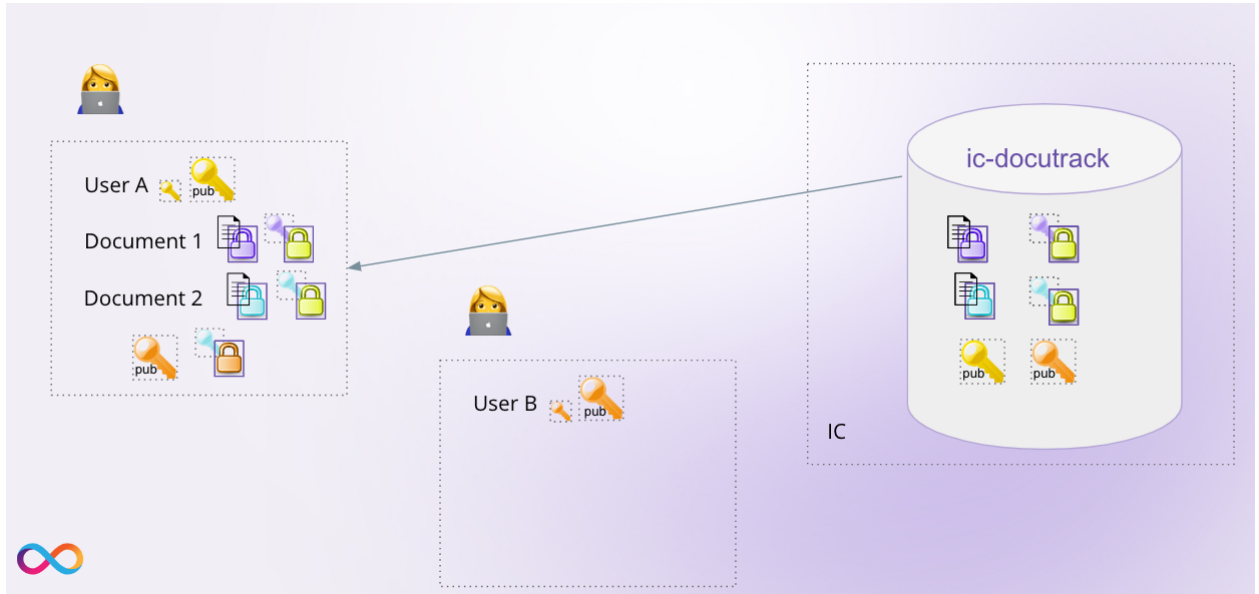 User A
pub
Document 1
Document 2
pub
User B
pub
ic-docutrack
pub
pub
IC